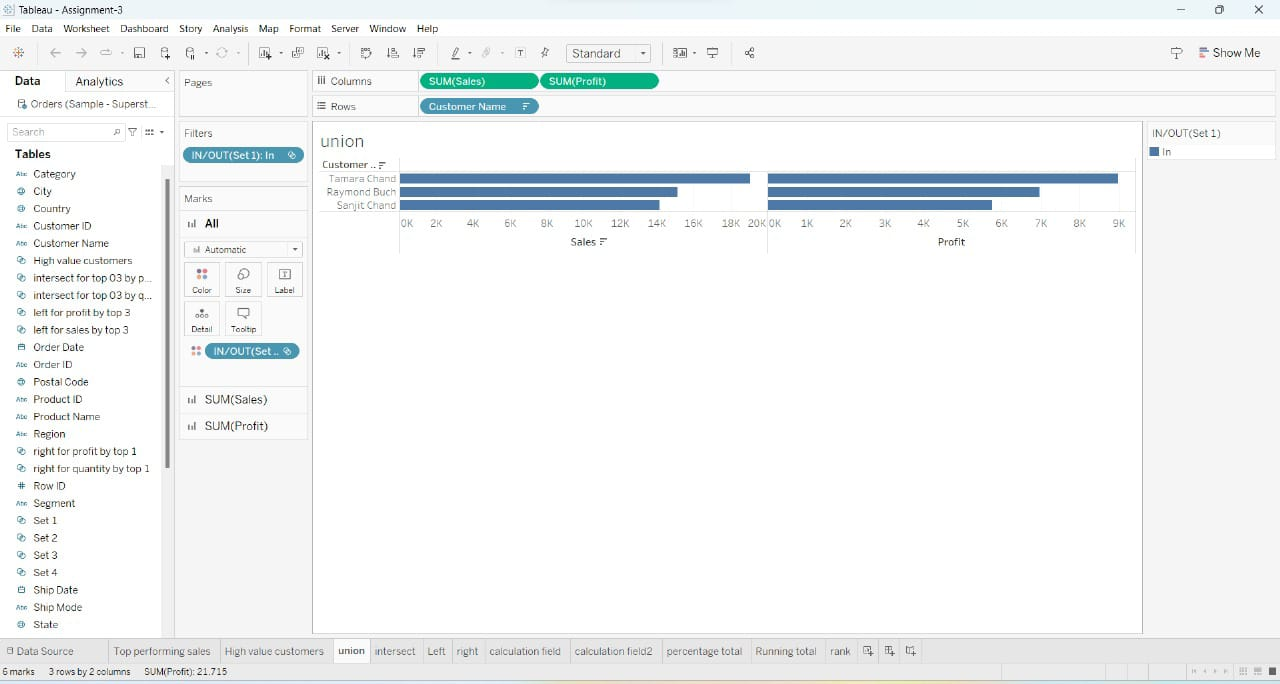 Tableau - Assignment-3
File Data Worksheet Dashboard Story Analysis Map Format Server Window Help
Standard
Show Me
Data Analytics
Orders (Sample - Superst...
Search
Tables
Abc Category
City
Country
Abc Customer ID
Abc Customer Name
High value customers
intersect for top 03 by p...
intersect for top 03 by q...
left for profit by top 3
left for sales by top 3
Order Date
Abc Order ID
Postal Code
Abc Product ID
Abc Product Name
Abc Region
right for profit by top 1
right for quantity by top 1
Row ID
Abc Segment
Set 1
Set 2
Set 3
Set 4
Ship Date
Abc Ship Mode
State
Pages
Filters
IN/OUT(Set 1): In
Marks
All
Automatic
Color Size Label
Detail Tooltip
IN/OUT(Set ..
SUM(Sales)
SUM(Profit)
Columns SUM(Sales) SUM(Profit)
Rows Customer Name
union
Customer ..
Tamara Chand
Raymond Buch
Sanjit Chand
0K 2K 4K 6K 8K 10K 12K 14K 16K 18K 20K 0K 1K 2K 3K 4K 5K 6K 7K 8K 9K
Sales Profit
IN/OUT(Set 1)
In
Data Source Top performing sales High value customers union intersect Left right calculation field calculation field2 percentage total Running total rank
6 marks 3 rows by 2 columns SUM(Profit): 21,715